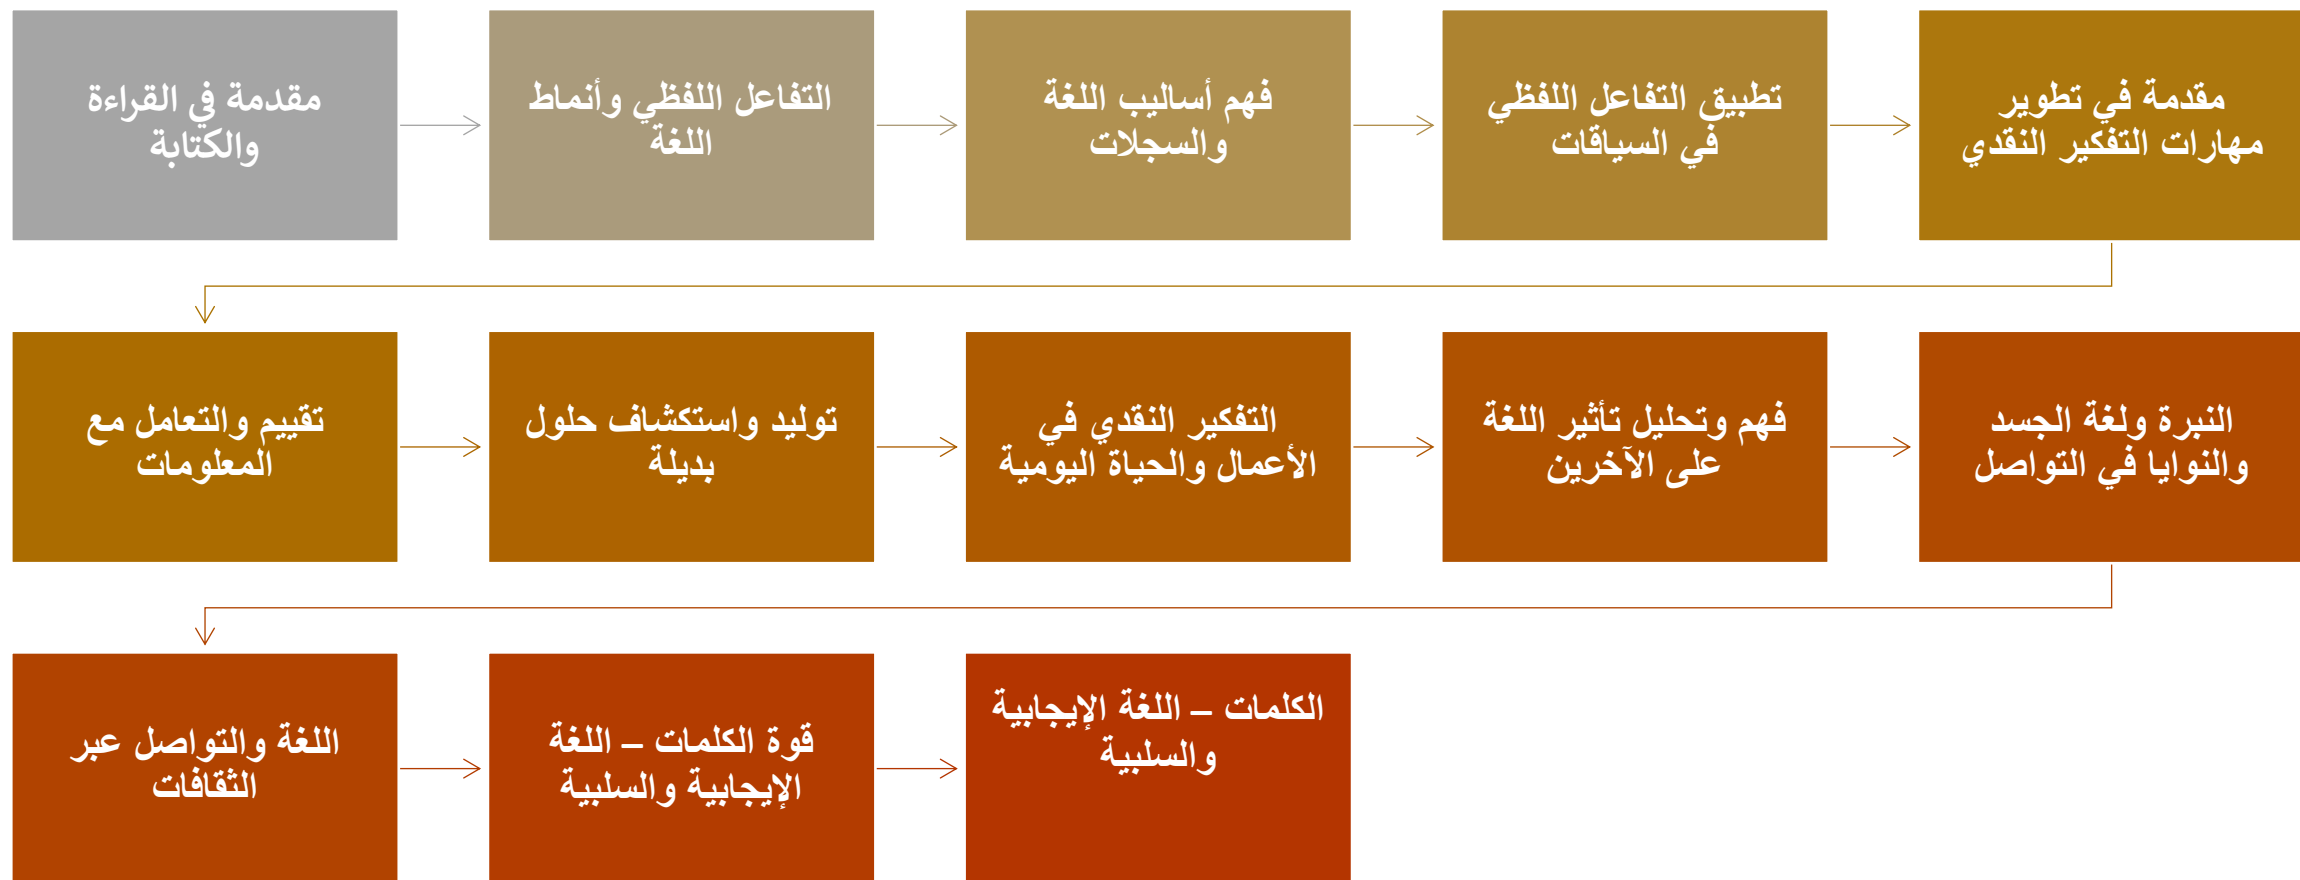 مقدمة في القراءة
والكتابة
التفاعل اللفظي وأنماط
اللغة
فهم أساليب اللغة
والسجلات
تطبيق التفاعل اللفظي
في السياقات
مقدمة في تطوير
مهارات التفكير النقدي
تقييم والتعامل مع
المعلومات
توليد واستكشاف حلول
بديلة
التفكير النقدي في
الأعمال والحياة اليومية
فهم وتحليل تأثير اللغة
على الآخرين
النبرة ولغة الجسد
والنوايا في التواصل
اللغة والتواصل عبر
الثقافات
قوة الكلمات – اللغة
الإيجابية والسلبية
الكلمات – اللغة الإيجابية
والسلبية